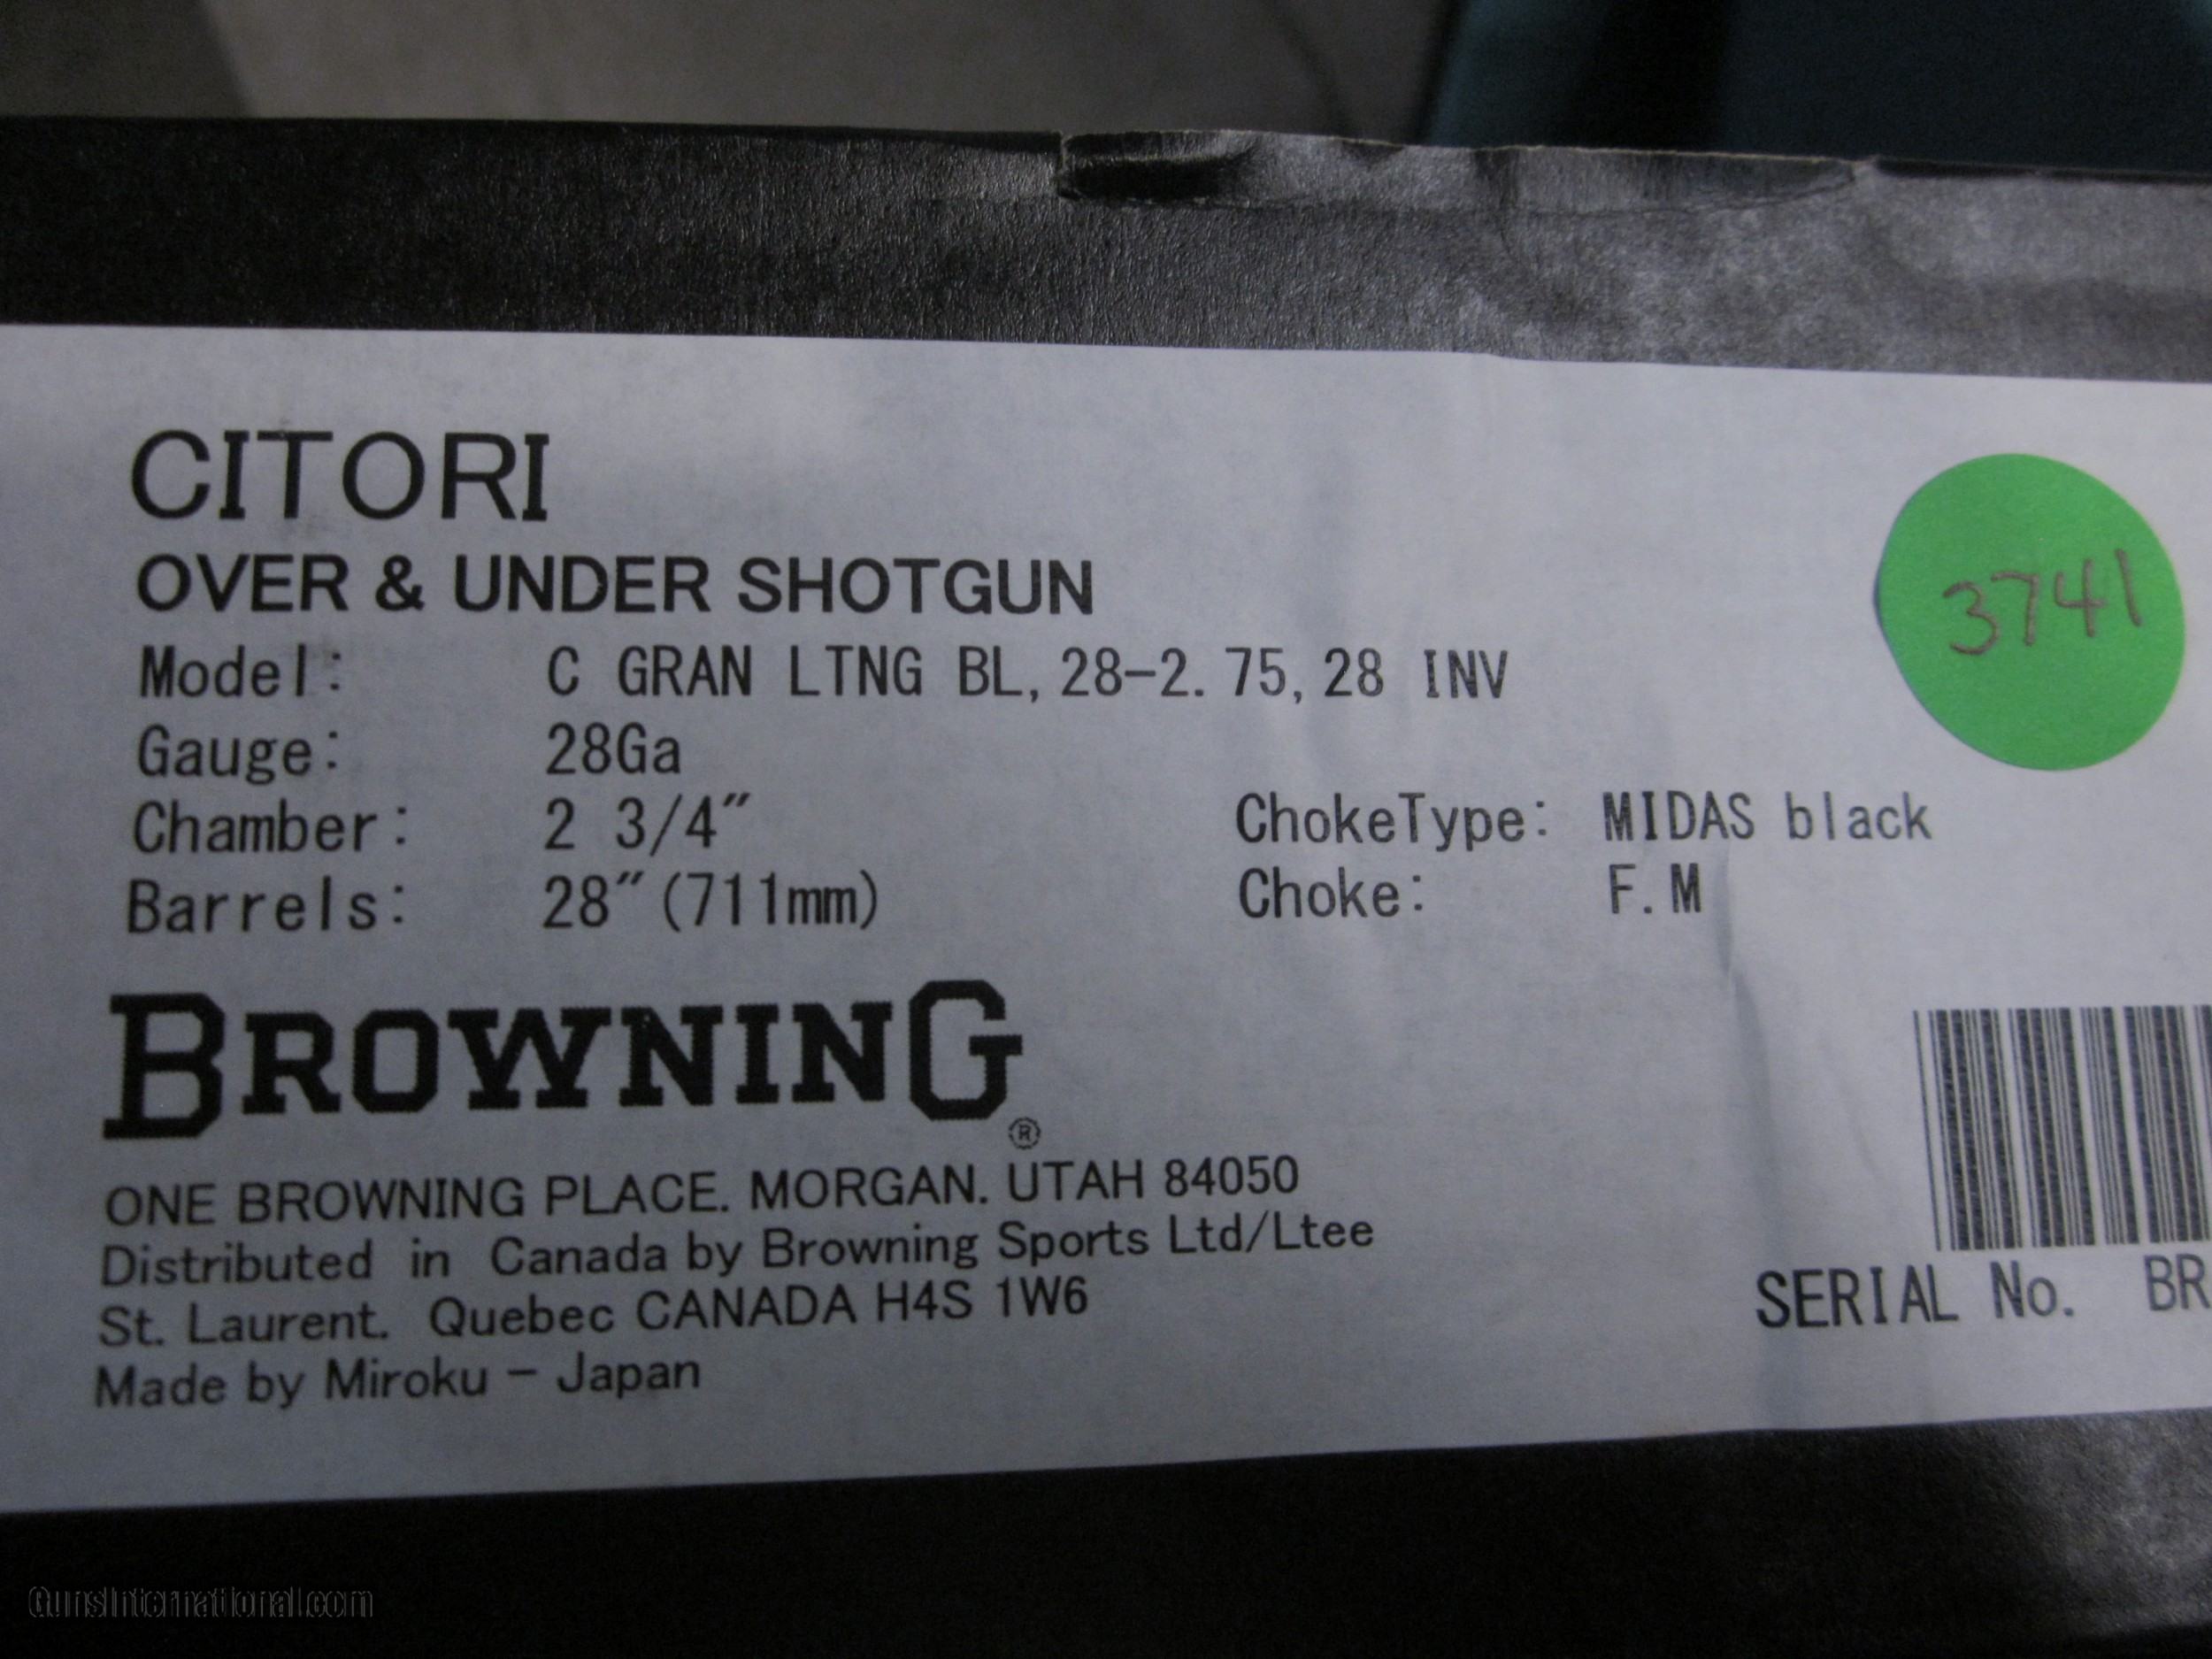 CITORI
OVER & UNDER SHOTGUN
Model: C GRAN LTNG BL, 28-2.75, 28 INV
Gauge: 28Ga
Chamber: 2 3/4" ChokeType: MIDAS black
Barrels: 28"(711mm) Choke: F.M
3741
BROWNING®
ONE BROWNING PLACE. MORGAN. UTAH 84050
Distributed in Canada by Browning Sports Ltd/Ltee
St. Laurent. Quebec CANADA H4S 1W6
Made by Miroku - Japan
SERIAL No. BR
GunsInternational.com